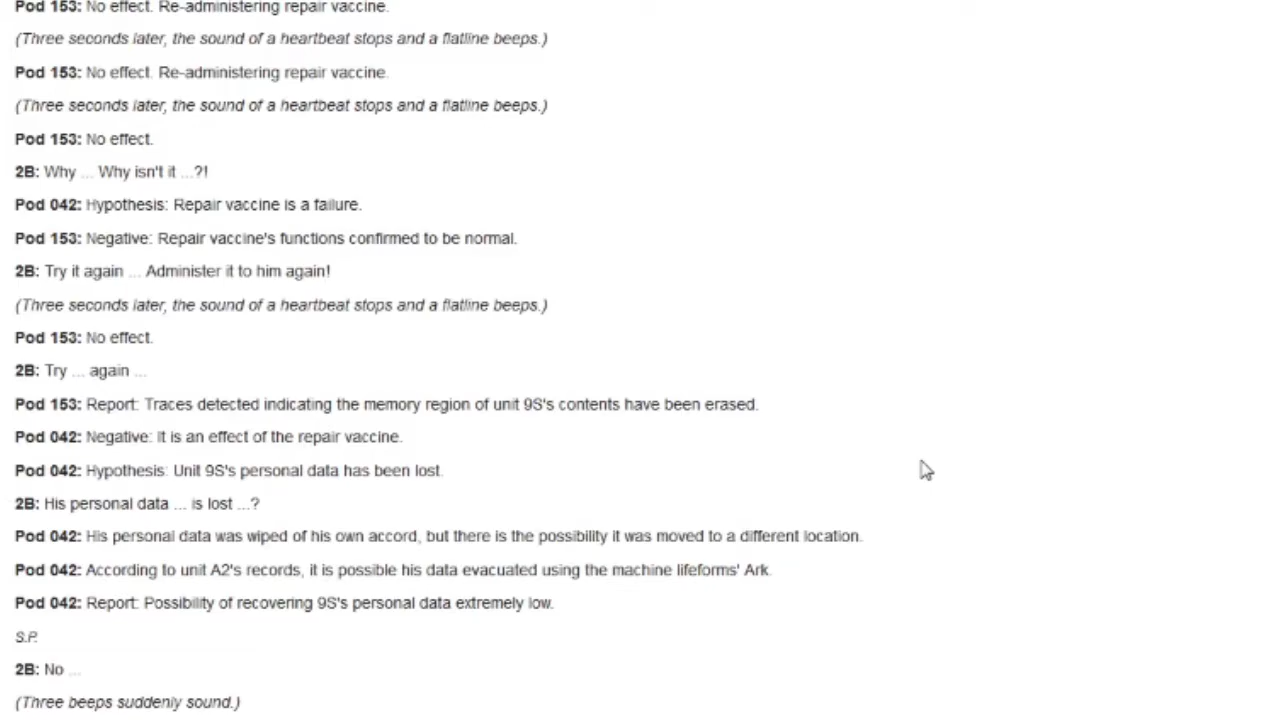 Pod 153: No effect. Re-administering repair vaccine.
(Three seconds later, the sound of a heartbeat stops and a flatline beeps.)
Pod 153: No effect. Re-administering repair vaccine.
(Three seconds later, the sound of a heartbeat stops and a flatline beeps.)
Pod 153: No effect.
2B: Why ... Why isn't it ...?!
Pod 042: Hypothesis: Repair vaccine is a failure.
Pod 153: Negative: Repair vaccine's functions confirmed to be normal.
2B: Try it again ... Administer it to him again!
(Three seconds later, the sound of a heartbeat stops and a flatline beeps.)
Pod 153: No effect.
2B: Try ... again ...
Pod 153: Report: Traces detected indicating the memory region of unit 9S's contents have been erased.
Pod 042: Negative: It is an effect of the repair vaccine.
Pod 042: Hypothesis: Unit 9S's personal data has been lost.
2B: His personal data ... is lost ...?
Pod 042: His personal data was wiped of his own accord, but there is the possibility it was moved to a different location.
Pod 042: According to unit A2's records, it is possible his data evacuated using the machine lifeforms' Ark.
Pod 042: Report: Possibility of recovering 9S's personal data extremely low.
S.P.
2B: No ...
(Three beeps suddenly sound.)